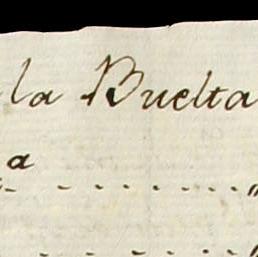 la Buelta
a
- - - - - - - - - „
- - - - - - - „